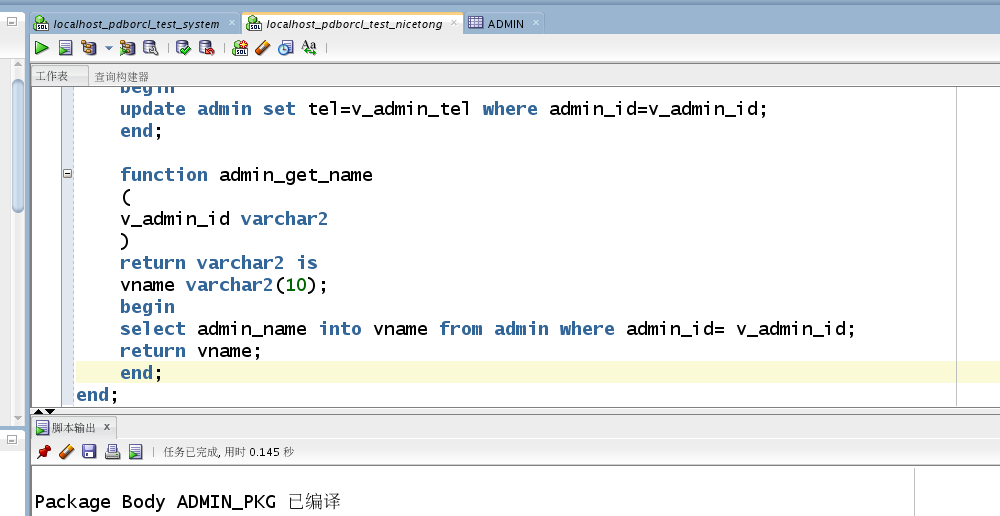 localhost_pdborcl_test_system
localhost_pdborcl_test_nicetong
ADMIN
工作表
查询构建器
begin
update admin set tel=v_admin_tel where admin_id=v_admin_id;
end;
function admin_get_name
(
v_admin_id varchar2
)
return varchar2 is
vname varchar2(10);
begin
select admin_name into vname from admin where admin_id= v_admin_id;
return vname;
end;
end;
脚本输出 x
任务已完成, 用时 0.145 秒
Package Body ADMIN_PKG 已编译